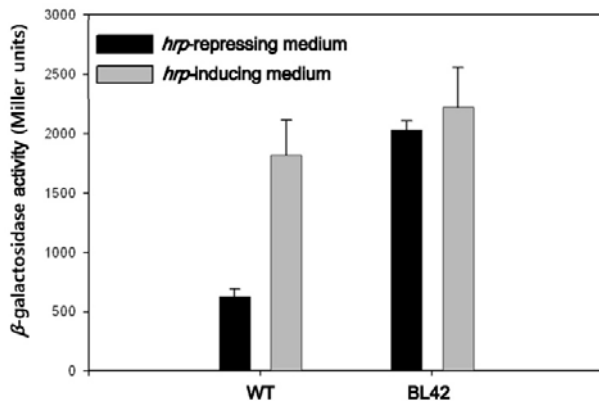 3000
hrp-repressing medium
hrp-inducing medium
2500
2000
1500
1000
500
0
β-galactosidase activity (Miller units)
WT BL42